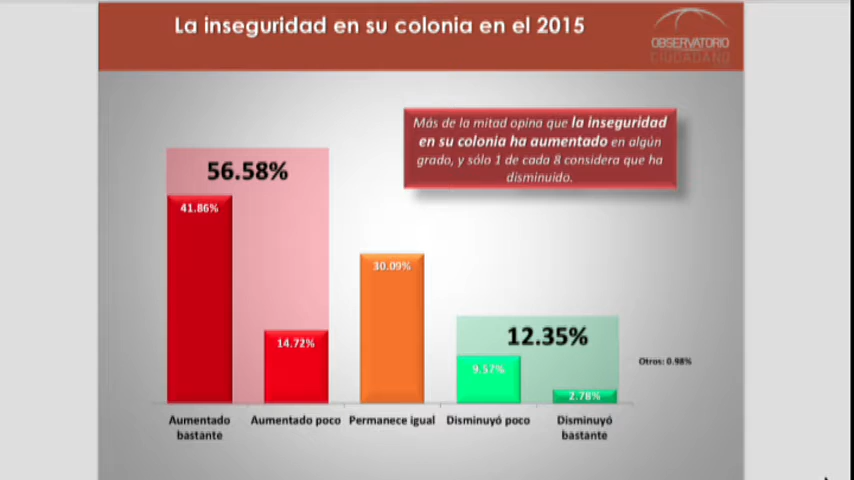 La inseguridad en su colonia en el 2015
OBSERVATORIO
CIUDADANO
Más de la mitad opina que la inseguridad
en su colonia ha aumentado en algún
grado, y sólo 1 de cada 8 considera que ha
disminuido.
56.58%
41.86%
14.72%
30.09%
12.35%
9.57%
2.78%
Otros: 0.98%
Aumentado
bastante
Aumentado poco
Permanece igual
Disminuyó poco
Disminuyó
bastante